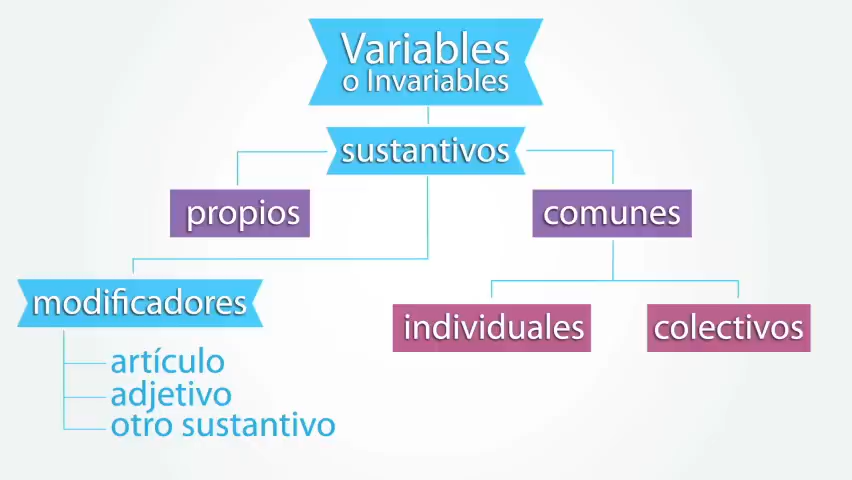 Variables
o Invariables
sustantivos
propios
comunes
modificadores
individuales
colectivos
artículo
adjetivo
otro sustantivo